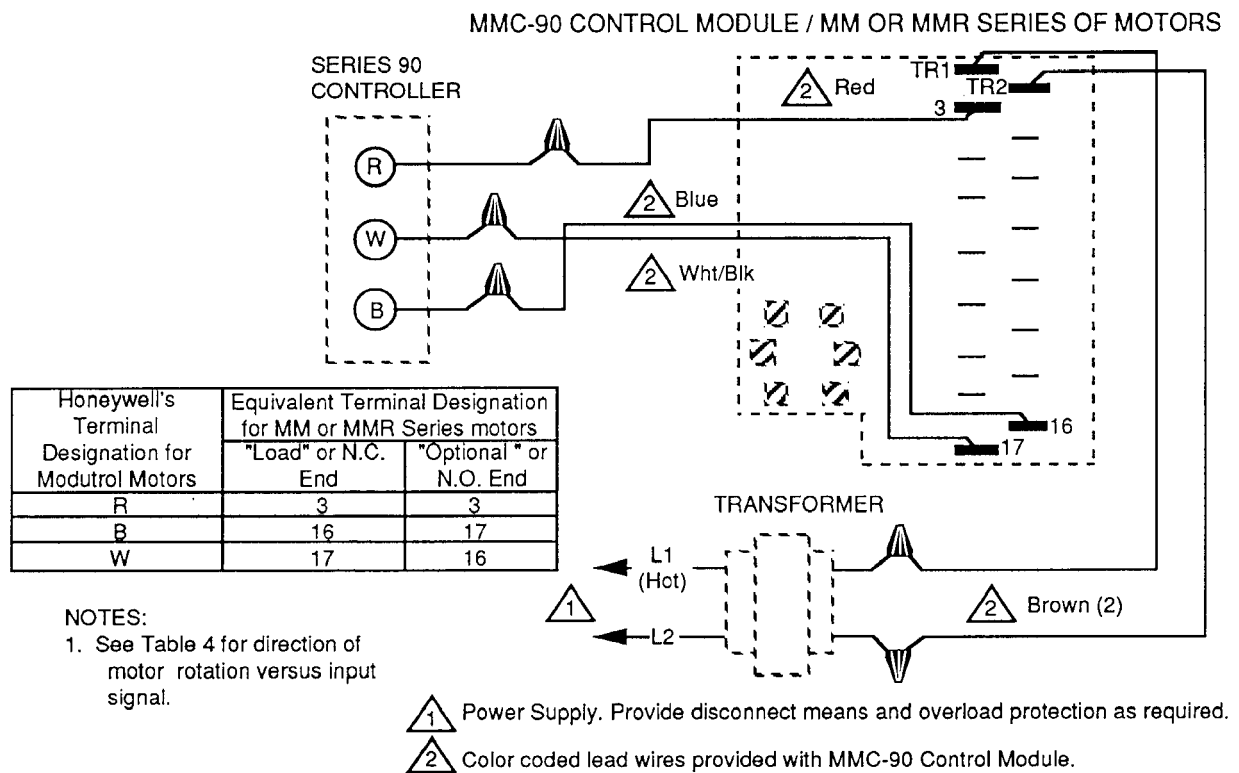 MMC-90 CONTROL MODULE / MM OR MMR SERIES OF MOTORS
SERIES 90
CONTROLLER
TR1
TR2
2 Red
3
R
2 Blue
W
2 Wht/Blk
B
16
17
Honeywell's
Terminal
Designation for
Modutrol Motors
Equivalent Terminal Designation
for MM or MMR Series motors
"Load" or N.C.
End
"Optional " or
N.O. End
R 3 3
B 16 17
W 17 16
TRANSFORMER
L1
(Hot)
1
L2
2 Brown (2)
NOTES:
1. See Table 4 for direction of
motor rotation versus input
signal.
1 Power Supply. Provide disconnect means and overload protection as required.
2 Color coded lead wires provided with MMC-90 Control Module.